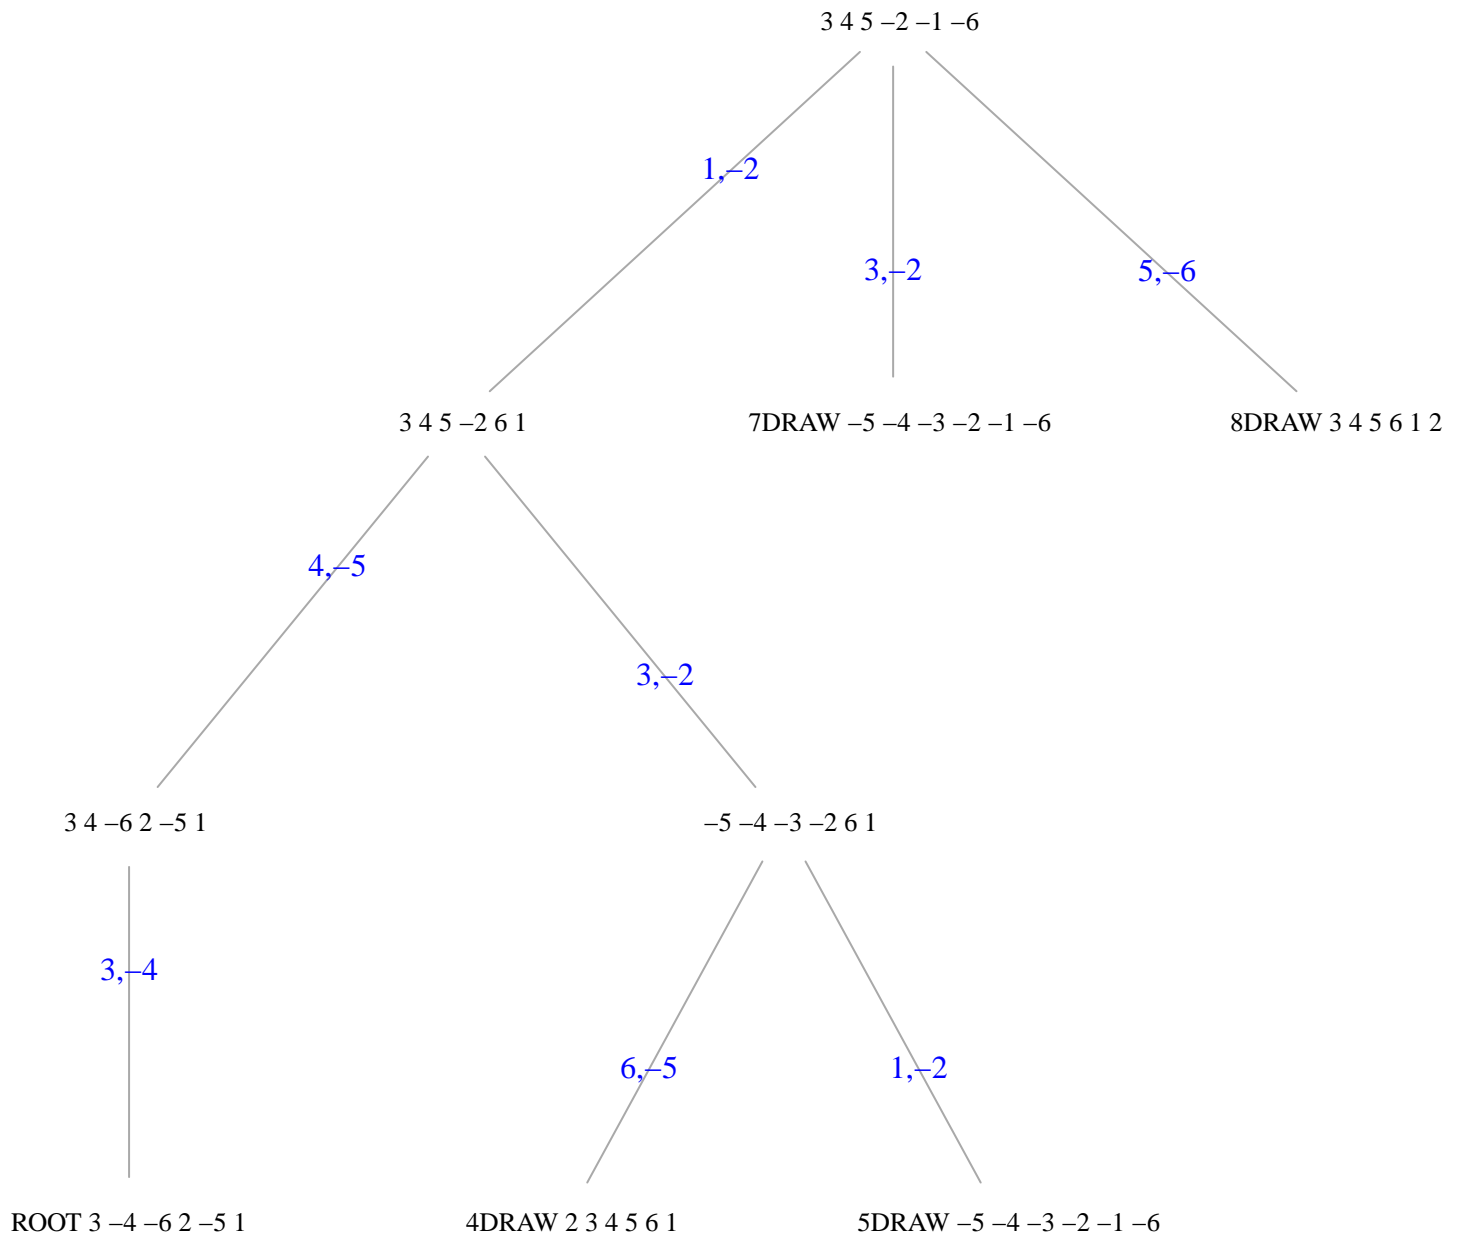 3 4 5 –2 –1 –6
1,–2
3,–2
5,–6
3 4 5 –2 6 1
7DRAW –5 –4 –3 –2 –1 –6
8DRAW 3 4 5 6 1 2
4,–5
3,–2
3 4 –6 2 –5 1
–5 –4 –3 –2 6 1
3,–4
6,–5
1,–2
ROOT 3 –4 –6 2 –5 1
4DRAW 2 3 4 5 6 1
5DRAW –5 –4 –3 –2 –1 –6